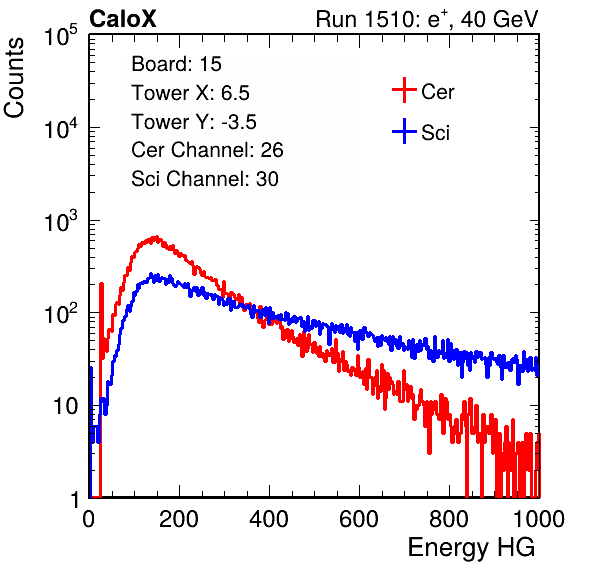 CaloX Run 1510: e+, 40 GeV
Counts
10^5
10^4
10^3
10^2
10
1
Board: 15
Tower X: 6.5
Tower Y: -3.5
Cer Channel: 26
Sci Channel: 30
Cer
Sci
0 200 400 600 800 1000
Energy HG